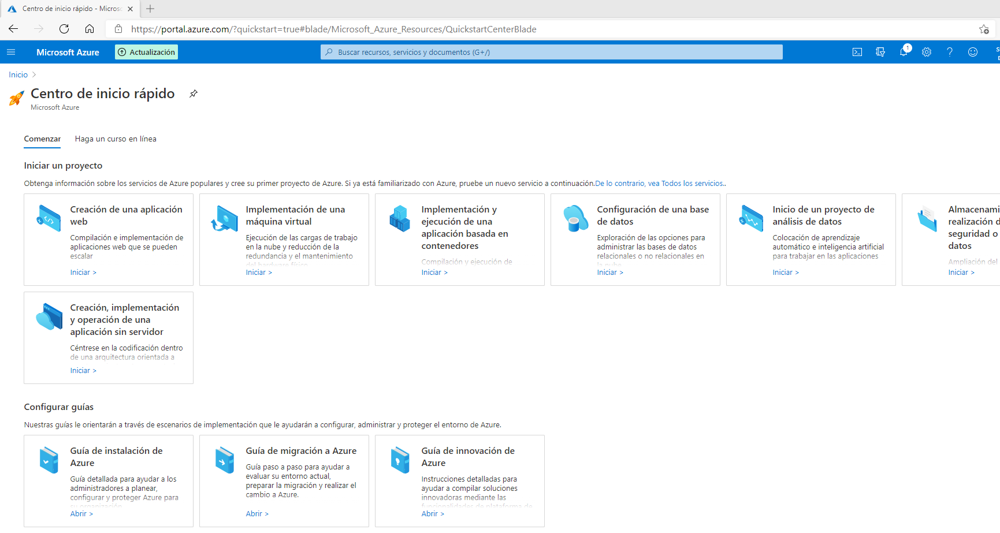 Centro de inicio rápido - Micros
https://portal.azure.com/?quickstart=true#blade/Microsoft_Azure_Resources/QuickstartCenterBlade
Microsoft Azure
Actualización
Buscar recursos, servicios y documentos (G+/)
1
Inicio
Centro de inicio rápido
Microsoft Azure
Comenzar
Haga un curso en línea
Iniciar un proyecto
Obtenga información sobre los servicios de Azure populares y cree su primer proyecto de Azure. Si ya está familiarizado con Azure, pruebe un nuevo servicio a continuación.De lo contrario, vea Todos los servicios..
Creación de una aplicación
web
Compilación e implementación de
aplicaciones web que se pueden
escalar
Iniciar >
Implementación de una
máquina virtual
Ejecución de las cargas de trabajo
en la nube y reducción de la
redundancia y el mantenimiento
del hardware físico
Iniciar >
Implementación y
ejecución de una
aplicación basada en
contenedores
Compilación y ejecución de
Iniciar >
Configuración de una base
de datos
Exploración de las opciones para
administrar las bases de datos
relacionales o no relacionales en
la nube
Iniciar >
Inicio de un proyecto de
análisis de datos
Colocación de aprendizaje
automático e inteligencia artificial
para trabajar en las aplicaciones
Iniciar >
Almacenami
realización d
seguridad o
datos
Ampliación del
Iniciar >
Creación, implementación
y operación de una
aplicación sin servidor
Céntrese en la codificación dentro
de una arquitectura orientada a
Iniciar >
Configurar guías
Nuestras guías le orientarán a través de escenarios de implementación que le ayudarán a configurar, administrar y proteger el entorno de Azure.
Guía de instalación de
Azure
Guía detallada para ayudar a los
administradores a planear,
configurar y proteger Azure para
su organización
Abrir >
Guía de migración a Azure
Guía paso a paso para ayudar a
evaluar su entorno actual,
preparar la migración y realizar el
cambio a Azure.
Abrir >
Guía de innovación de
Azure
Instrucciones detalladas para
ayudar a compilar soluciones
innovadoras mediante las
funcionalidades de plataforma de
Abrir >